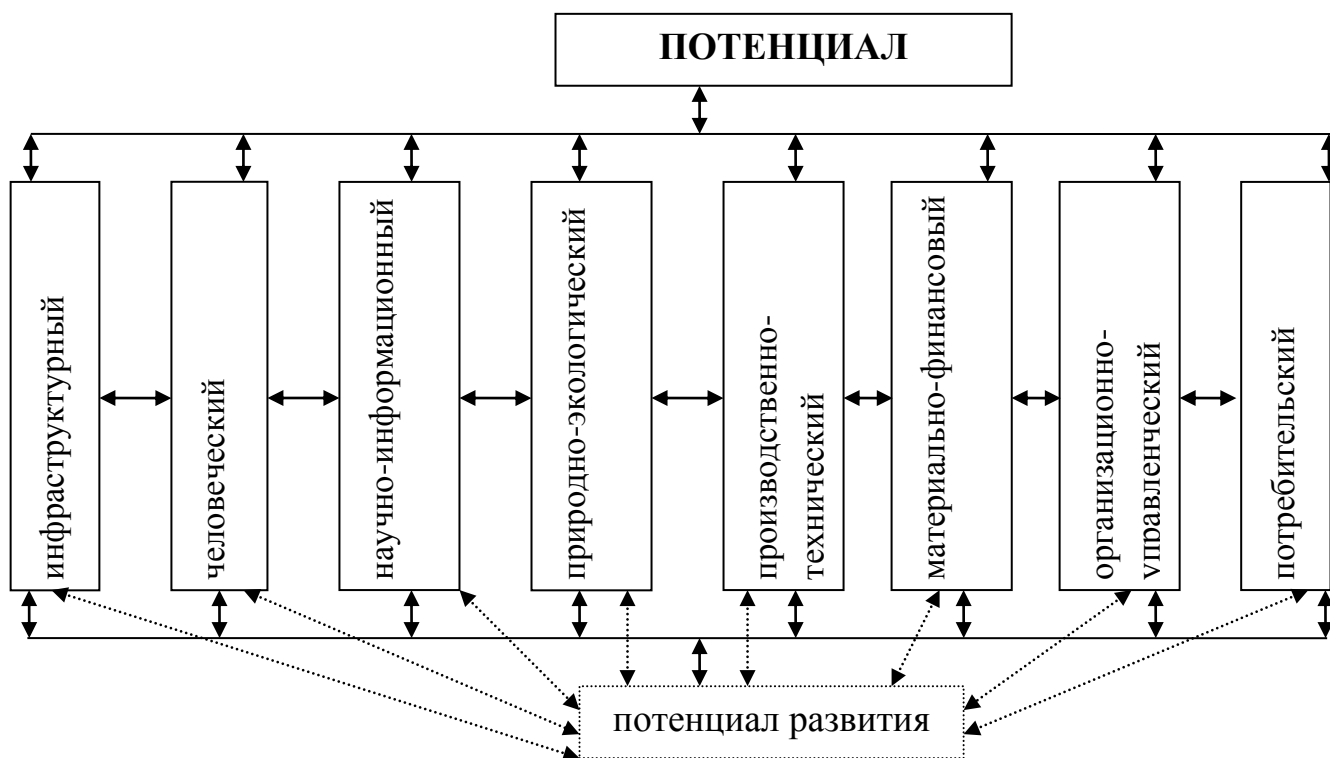 ПОТЕНЦИАЛ
инфраструктурный
человеческий
научно-информационный
природно-экологический
производственно-
технический
материально-финансовый
организационно-
управленческий
потребительский
потенциал развития